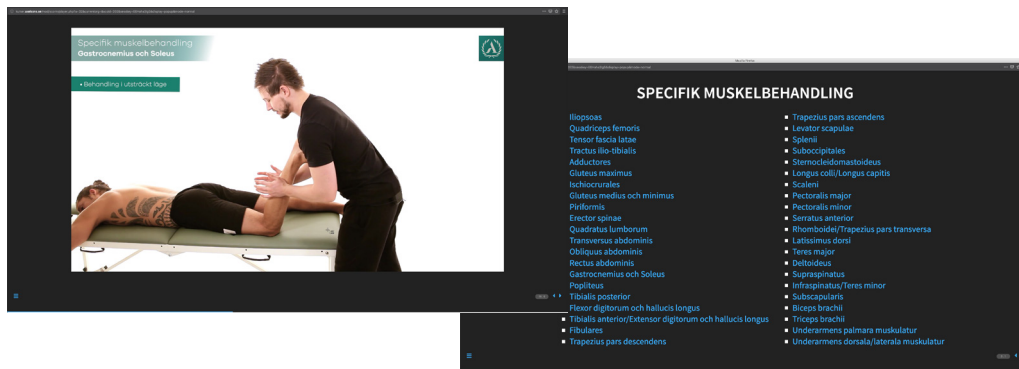 Specifik muskelbehandling
Gastrocnemius och Soleus
Behandling i utsträckt läge
SPECIFIK MUSKELBEHANDLING
Iliopsoas
Quadriceps femoris
Tensor fascia latae
Tractus ilio-tibialis
Adductores
Gluteus maximus
Ischiocrurales
Gluteus medius och minimus
Piriformis
Erector spinae
Quadratus lumborum
Transversus abdominis
Obliquus abdominis
Rectus abdominis
Gastrocnemius och Soleus
Popliteus
Tibialis posterior
Flexor digitorum och hallucis longus
Tibialis anterior/Extensor digitorum och hallucis longus
Fibulares
Trapezius pars descendens
Trapezius pars ascendens
Levator scapulae
Splenii
Suboccipitales
Sternocleidomastoideus
Longus colli/Longus capitis
Scaleni
Pectoralis major
Pectoralis minor
Serratus anterior
Rhomboidei/Trapezius pars transversa
Latissimus dorsi
Teres major
Deltoideus
Supraspinatus
Infraspinatus/Teres minor
Subscapularis
Biceps brachii
Triceps brachii
Underarmens palmara muskulatur
Underarmens dorsala/laterala muskulatur